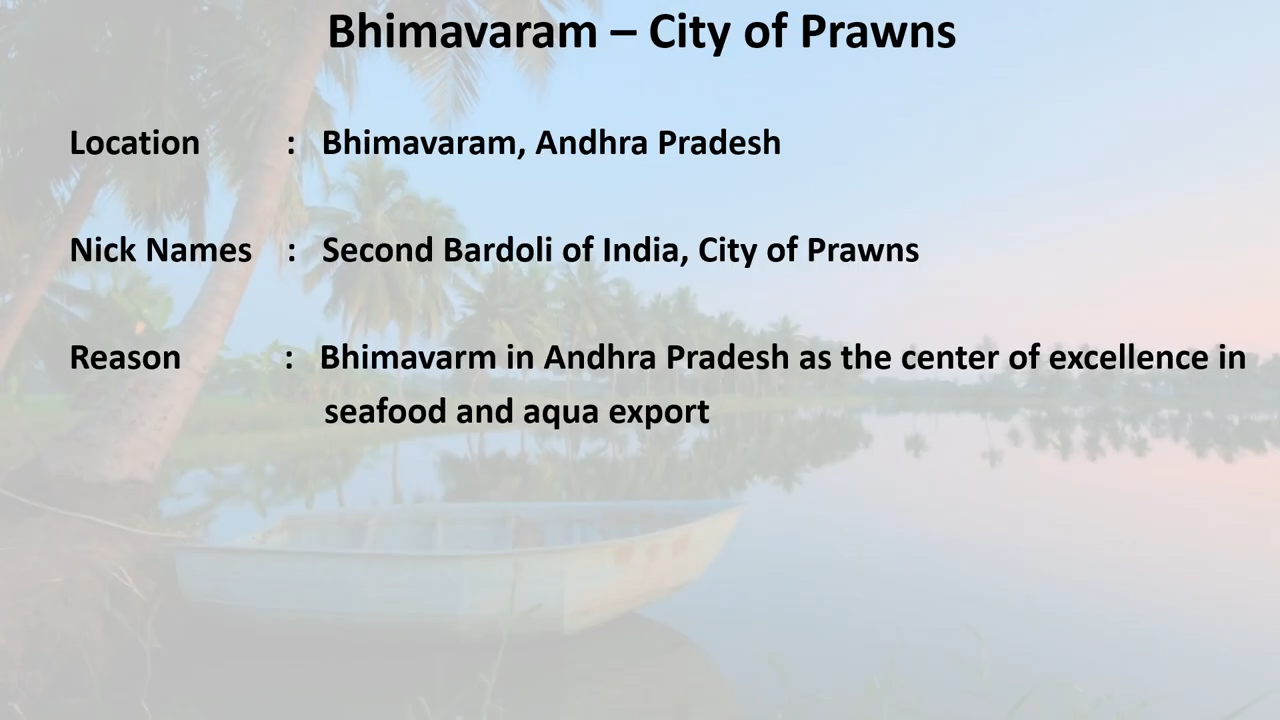 Bhimavaram – City of Prawns
Location : Bhimavaram, Andhra Pradesh
Nick Names : Second Bardoli of India, City of Prawns
Reason : Bhimavarm in Andhra Pradesh as the center of excellence in
seafood and aqua export